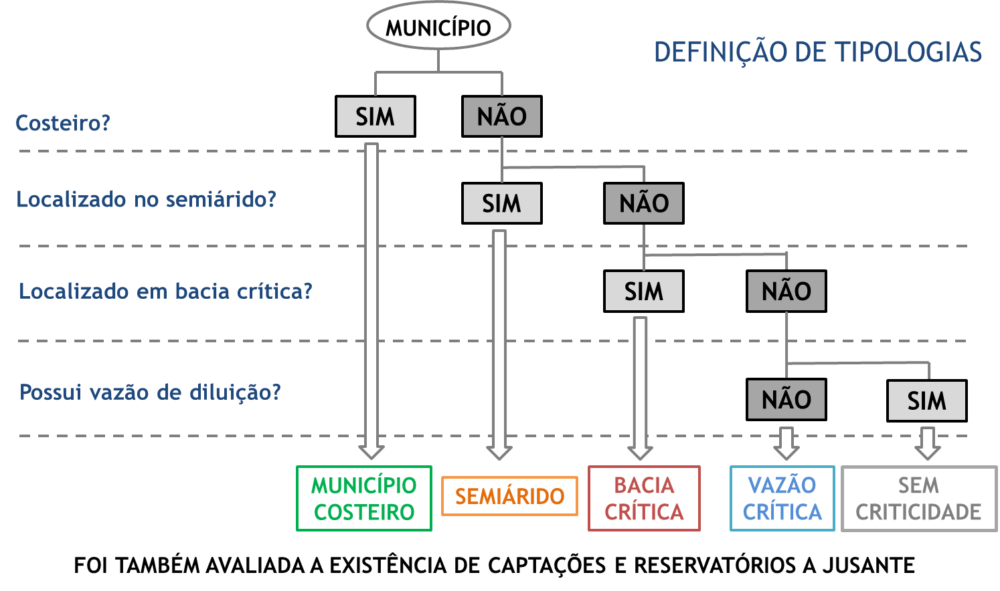 MUNICÍPIO
DEFINIÇÃO DE TIPOLOGIAS
Costeiro?
SIM
NÃO
Localizado no semiárido?
SIM
NÃO
Localizado em bacia crítica?
SIM
NÃO
Possui vazão de diluição?
NÃO
SIM
MUNICÍPIO
COSTEIRO
SEMIÁRIDO
BACIA
CRÍTICA
VAZÃO
CRÍTICA
SEM
CRITICIDADE
FOI TAMBÉM AVALIADA A EXISTÊNCIA DE CAPTAÇÕES E RESERVATÓRIOS A JUSANTE